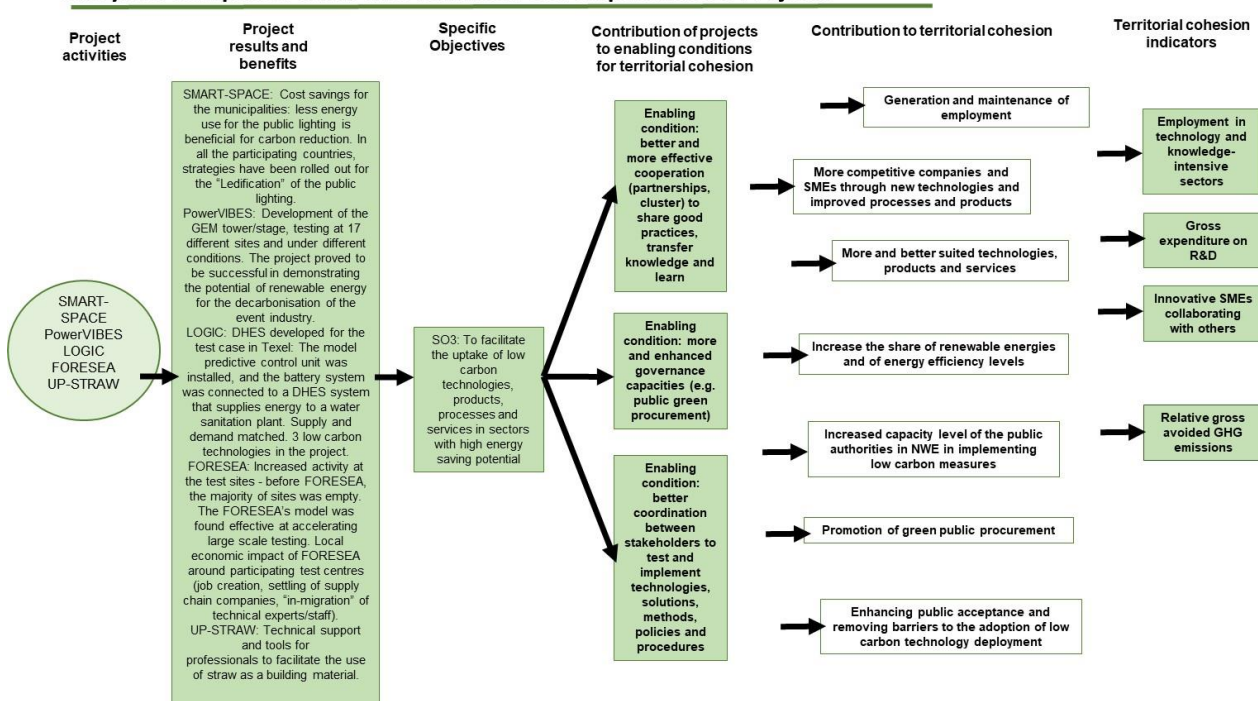 Project
activities
Project
results and
benefits
Specific
Objectives
Contribution of projects
to enabling conditions
for territorial cohesion
Contribution to territorial cohesion
Territorial cohesion
indicators
SMART-
SPACE
PowerVIBES
LOGIC
FORESEA
UP-STRAW
SMART-SPACE: Cost savings for
the municipalities: less energy
use for the public lighting is
beneficial for carbon reduction. In
all the participating countries,
strategies have been rolled out for
the “Ledification” of the public
lighting.
PowerVIBES: Development of the
GEM tower/stage, testing at 17
different sites and under different
conditions. The project proved to
be successful in demonstrating
the potential of renewable energy
for the decarbonisation of the
event industry.
LOGIC: DHES developed for the
test case in Texel: The model
predictive control unit was
installed, and the battery system
was connected to a DHES system
that supplies energy to a water
sanitation plant. Supply and
demand matched. 3 low carbon
technologies in the project.
FORESEA: Increased activity at
the test sites - before FORESEA,
the majority of sites was empty.
The FORESEA’s model was
found effective at accelerating
large scale testing. Local
economic impact of FORESEA
around participating test centres
(job creation, settling of supply
chain companies, “in-migration” of
technical experts/staff).
UP-STRAW: Technical support
and tools for
professionals to facilitate the use
of straw as a building material.
SO3: To facilitate
the uptake of low
carbon
technologies,
products,
processes and
services in sectors
with high energy
saving potential
Enabling
condition: better
and more effective
cooperation
(partnerships,
cluster) to
share good
practices,
transfer
knowledge and
learn
Enabling
condition: more
and enhanced
governance
capacities (e.g.
public green
procurement)
Enabling
condition: better
coordination
between
stakeholders to
test and
implement
technologies,
solutions,
methods,
policies and
procedures
Generation and maintenance of
employment
More competitive companies and
SMEs through new technologies and
improved processes and products
More and better suited technologies,
products and services
Increase the share of renewable energies
and of energy efficiency levels
Increased capacity level of the public
authorities in NWE in implementing
low carbon measures
Promotion of green public procurement
Enhancing public acceptance and
removing barriers to the adoption of low
carbon technology deployment
Employment in
technology and
knowledge-
intensive
sectors
Gross
expenditure on
R&D
Innovative SMEs
collaborating
with others
Relative gross
avoided GHG
emissions